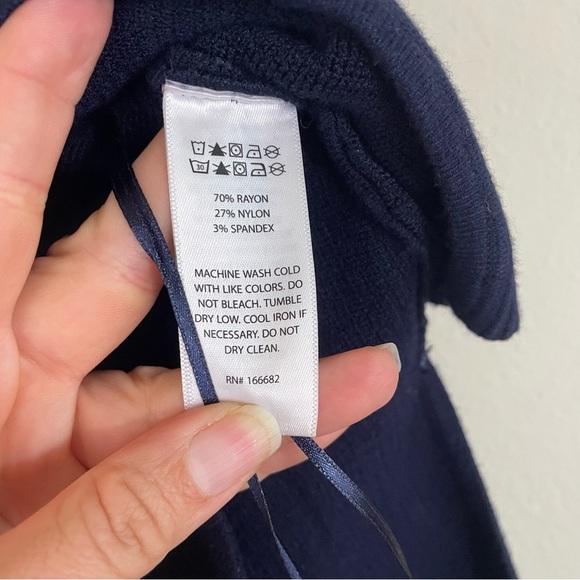 30
70% RAYON
27% NYLON
3% SPANDEX
MACHINE WASH COLD
WITH LIKE COLORS. DO
NOT BLEACH. TUMBLE
DRY LOW. COOL IRON IF
NECESSARY. DO NOT
DRY CLEAN.
RN# 166682